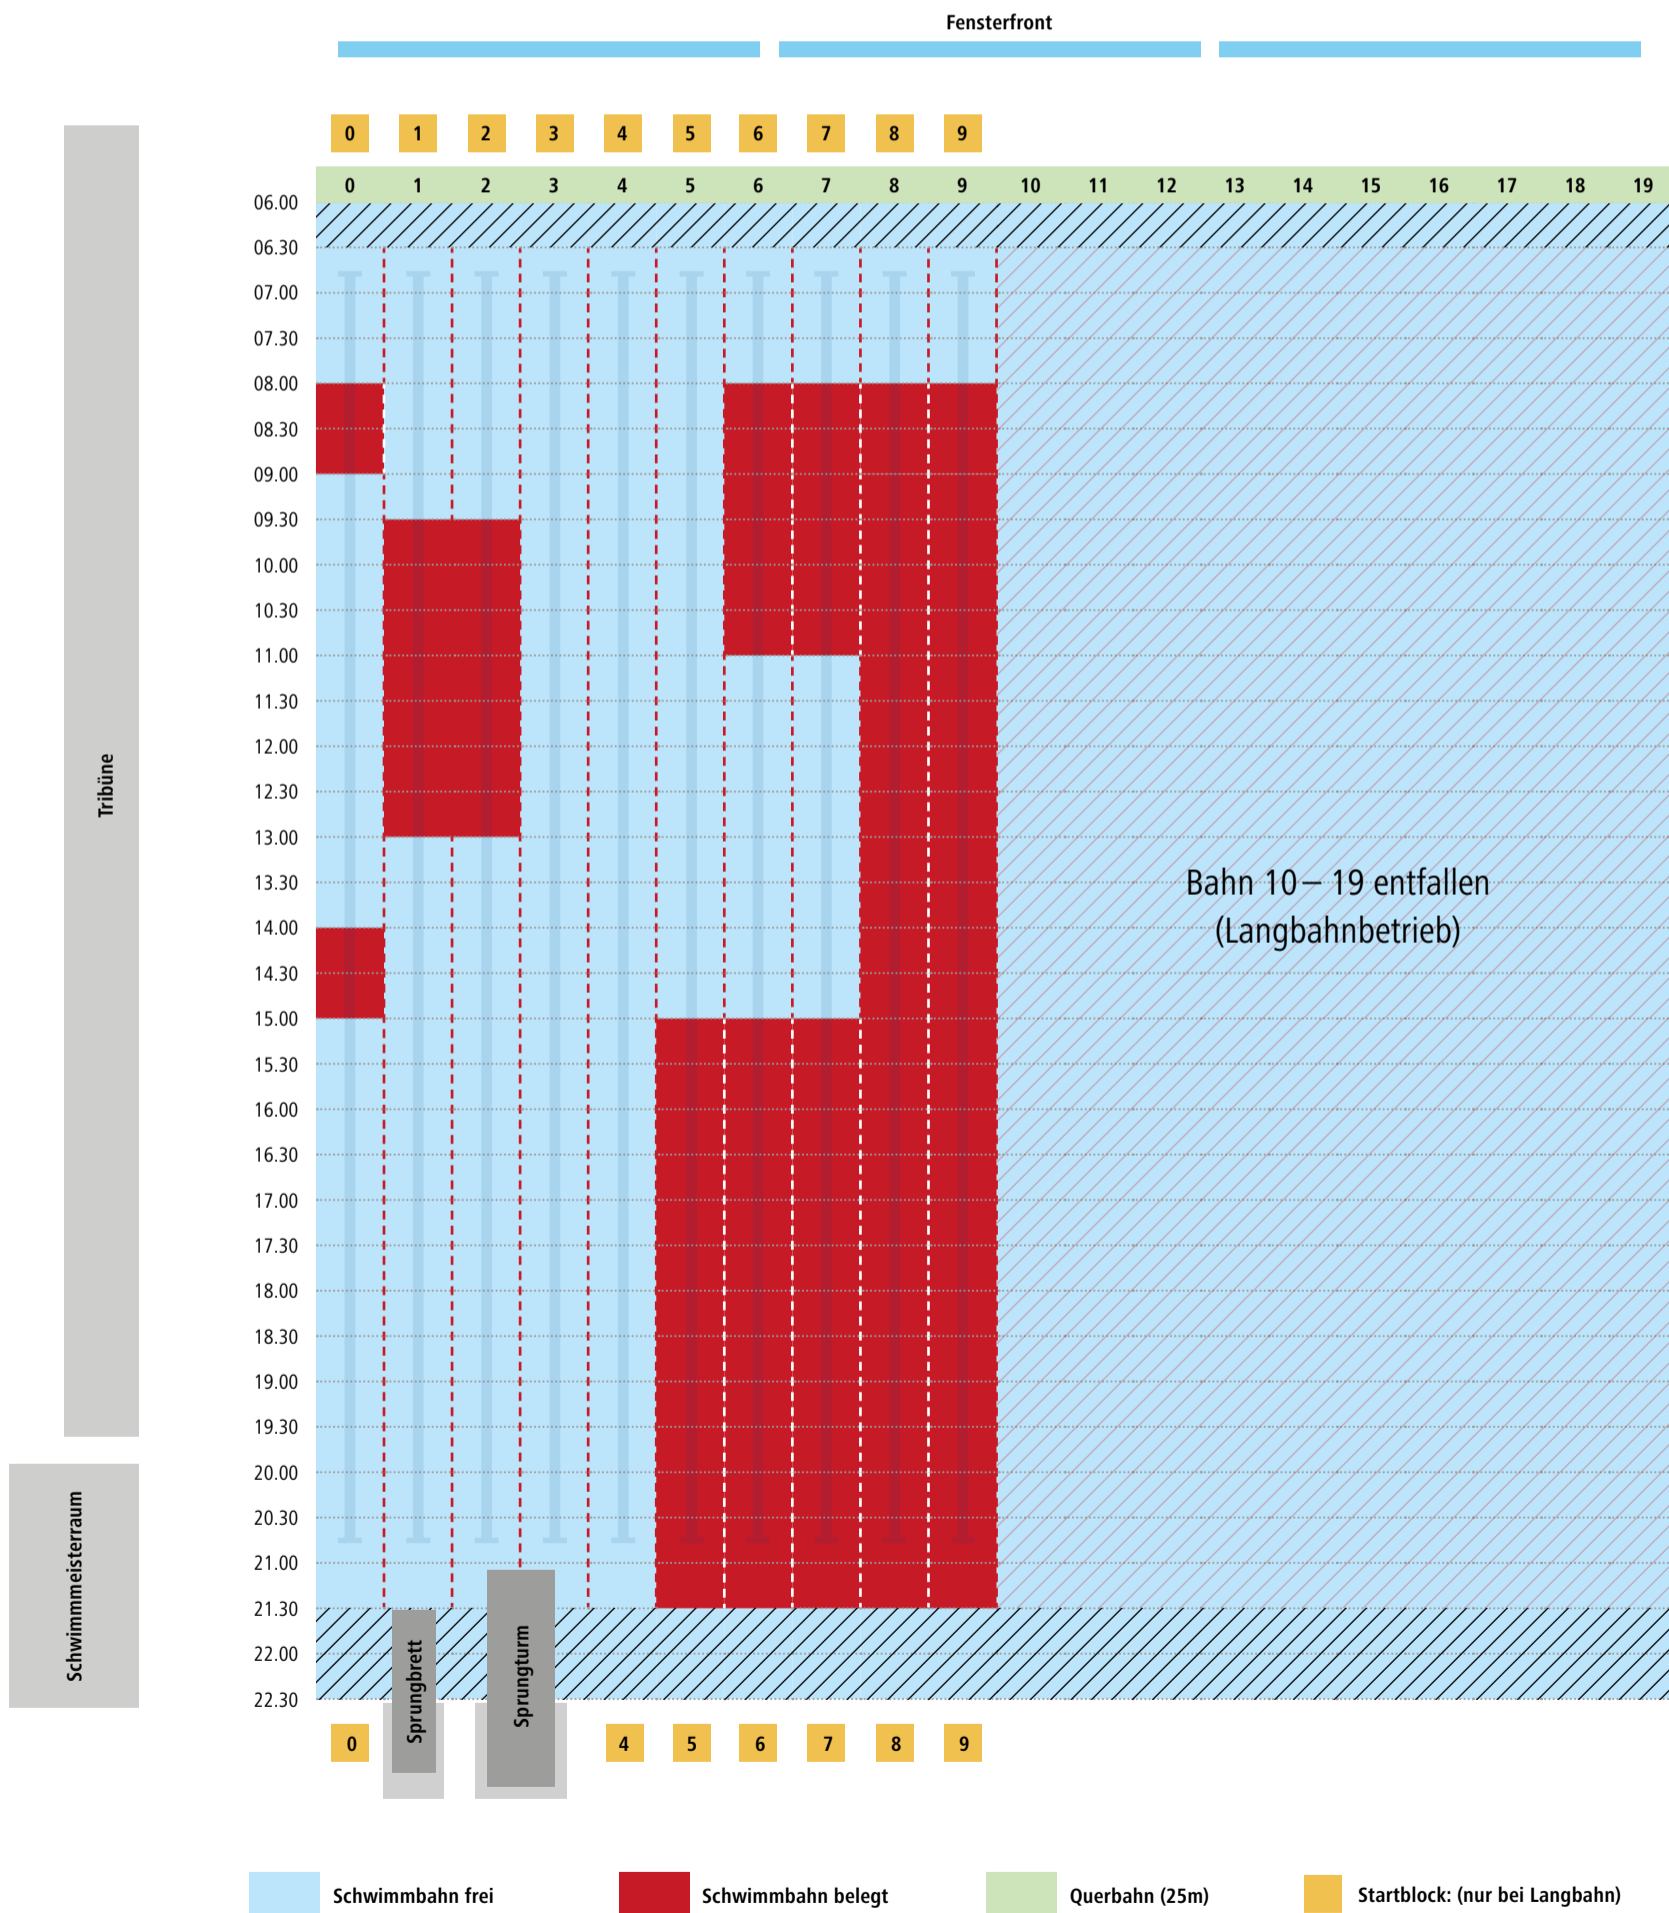 Fensterfront
0 1 2 3 4 5 6 7 8 9
0 1 2 3 4 5 6 7 8 9 10 11 12 13 14 15 16 17 18 19
06.00
06.30
07.00
07.30
08.00
08.30
09.00
09.30
10.00
10.30
11.00
11.30
12.00
12.30
13.00
13.30
14.00
14.30
15.00
15.30
16.00
16.30
17.00
17.30
18.00
18.30
19.00
19.30
20.00
20.30
21.00
21.30
22.00
22.30
Tribüne
Schwimmmeisterraum
Bahn 10 – 19 entfallen
(Langbahnbetrieb)
Sprungbrett
Sprungturm
0 4 5 6 7 8 9
Schwimmbahn frei
Schwimmbahn belegt
Querbahn (25m)
Startblock: (nur bei Langbahn)